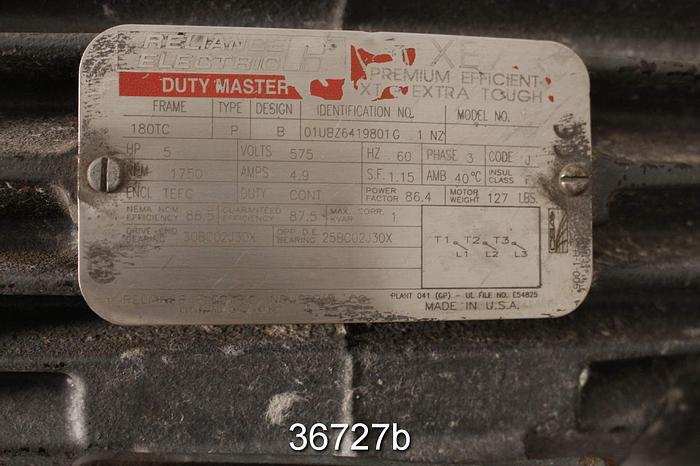 RELIANCE
ELECTRIC
XE
DUTY MASTER
PREMIUM EFFICIENT
EXTRA TOUGH
FRAME TYPE DESIGN IDENTIFICATION NO. MODEL NO.
180TC P B 01UBZ6419801G 1 NZ
HP 5 VOLTS 575 HZ 60 PHASE 3 CODE J
RPM 1750 AMPS 4.9 S.F. 1.15 AMB 40°C INSUL CLASS F
ENCL TEFC DUTY CONT POWER FACTOR 86.4 MOTOR WEIGHT 127 LBS.
NEMA NOM. EFFICIENCY 88.5 GUARANTEED EFFICIENCY 87.5 MAX. CORR. KVAR 1
DRIVE END BEARING 30BC02J30X OPP D.E. BEARING 25BC02J30X
T1 T2 T3
L1 L2 L3
PLANT 041 (GP) - UL FILE NO. E54825
MADE IN U.S.A.
36727b